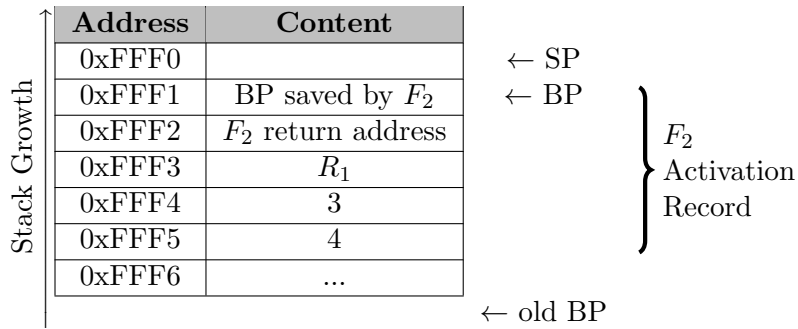 Address Content
0xFFF0 ← SP
0xFFF1 BP saved by F₂ ← BP
0xFFF2 F₂ return address
0xFFF3 R₁
0xFFF4 3
0xFFF5 4
0xFFF6 ...
← old BP
Stack Growth
F₂
Activation
Record